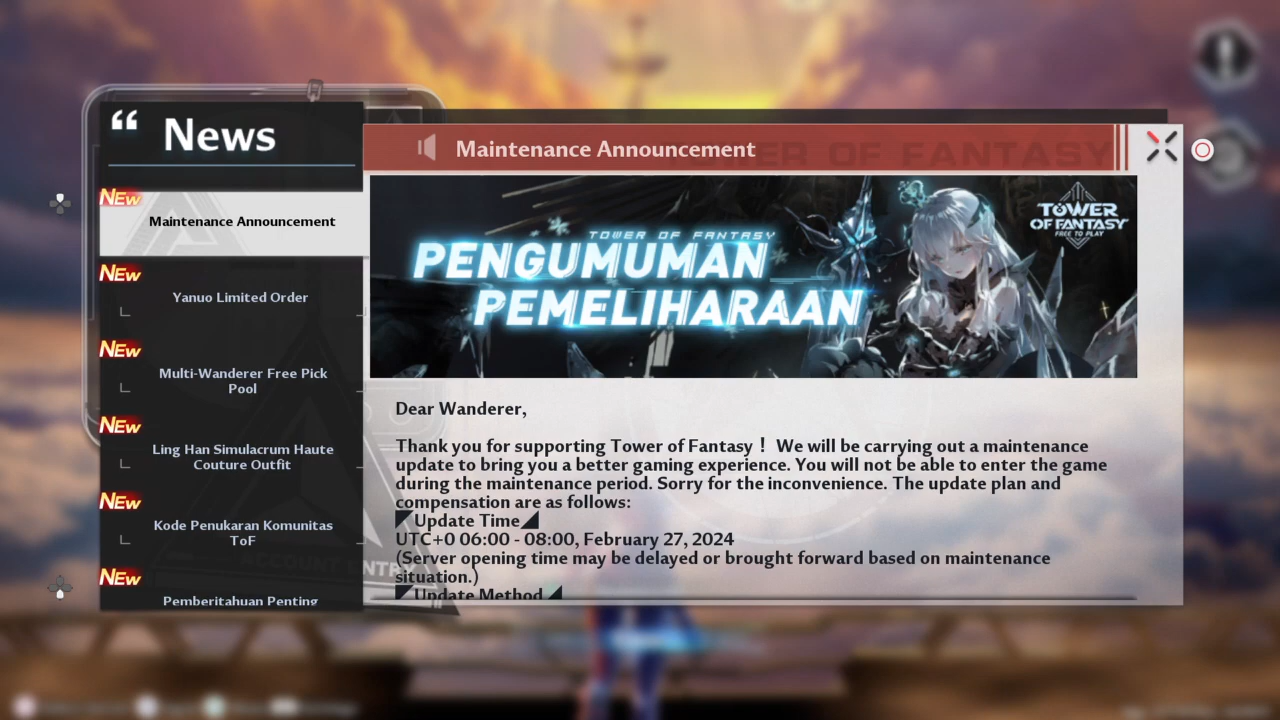 News
NEW
Maintenance Announcement
NEW
Yanuo Limited Order
NEW
Multi-Wanderer Free Pick
Pool
NEW
Ling Han Simulacrum Haute
Couture Outfit
NEW
Kode Penukaran Komunitas
ToF
NEW
Pemberitahuan Penting
Maintenance Announcement
TOWER OF FANTASY
PENGUMUMAN
PEMELIHARAAN
TOWER
OF FANTASY
FREE TO PLAY
Dear Wanderer,
Thank you for supporting Tower of Fantasy！ We will be carrying out a maintenance
update to bring you a better gaming experience. You will not be able to enter the game
during the maintenance period. Sorry for the inconvenience. The update plan and
compensation are as follows:
◤Update Time◢
UTC+0 06:00 - 08:00, February 27, 2024
(Server opening time may be delayed or brought forward based on maintenance
situation.)
◤Update Method◢